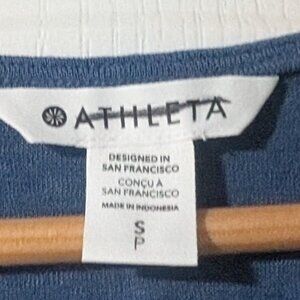 ATHLETA
DESIGNED IN
SAN FRANCISCO
CONÇU À
SAN FRANCISCO
MADE IN INDONESIA
S
P